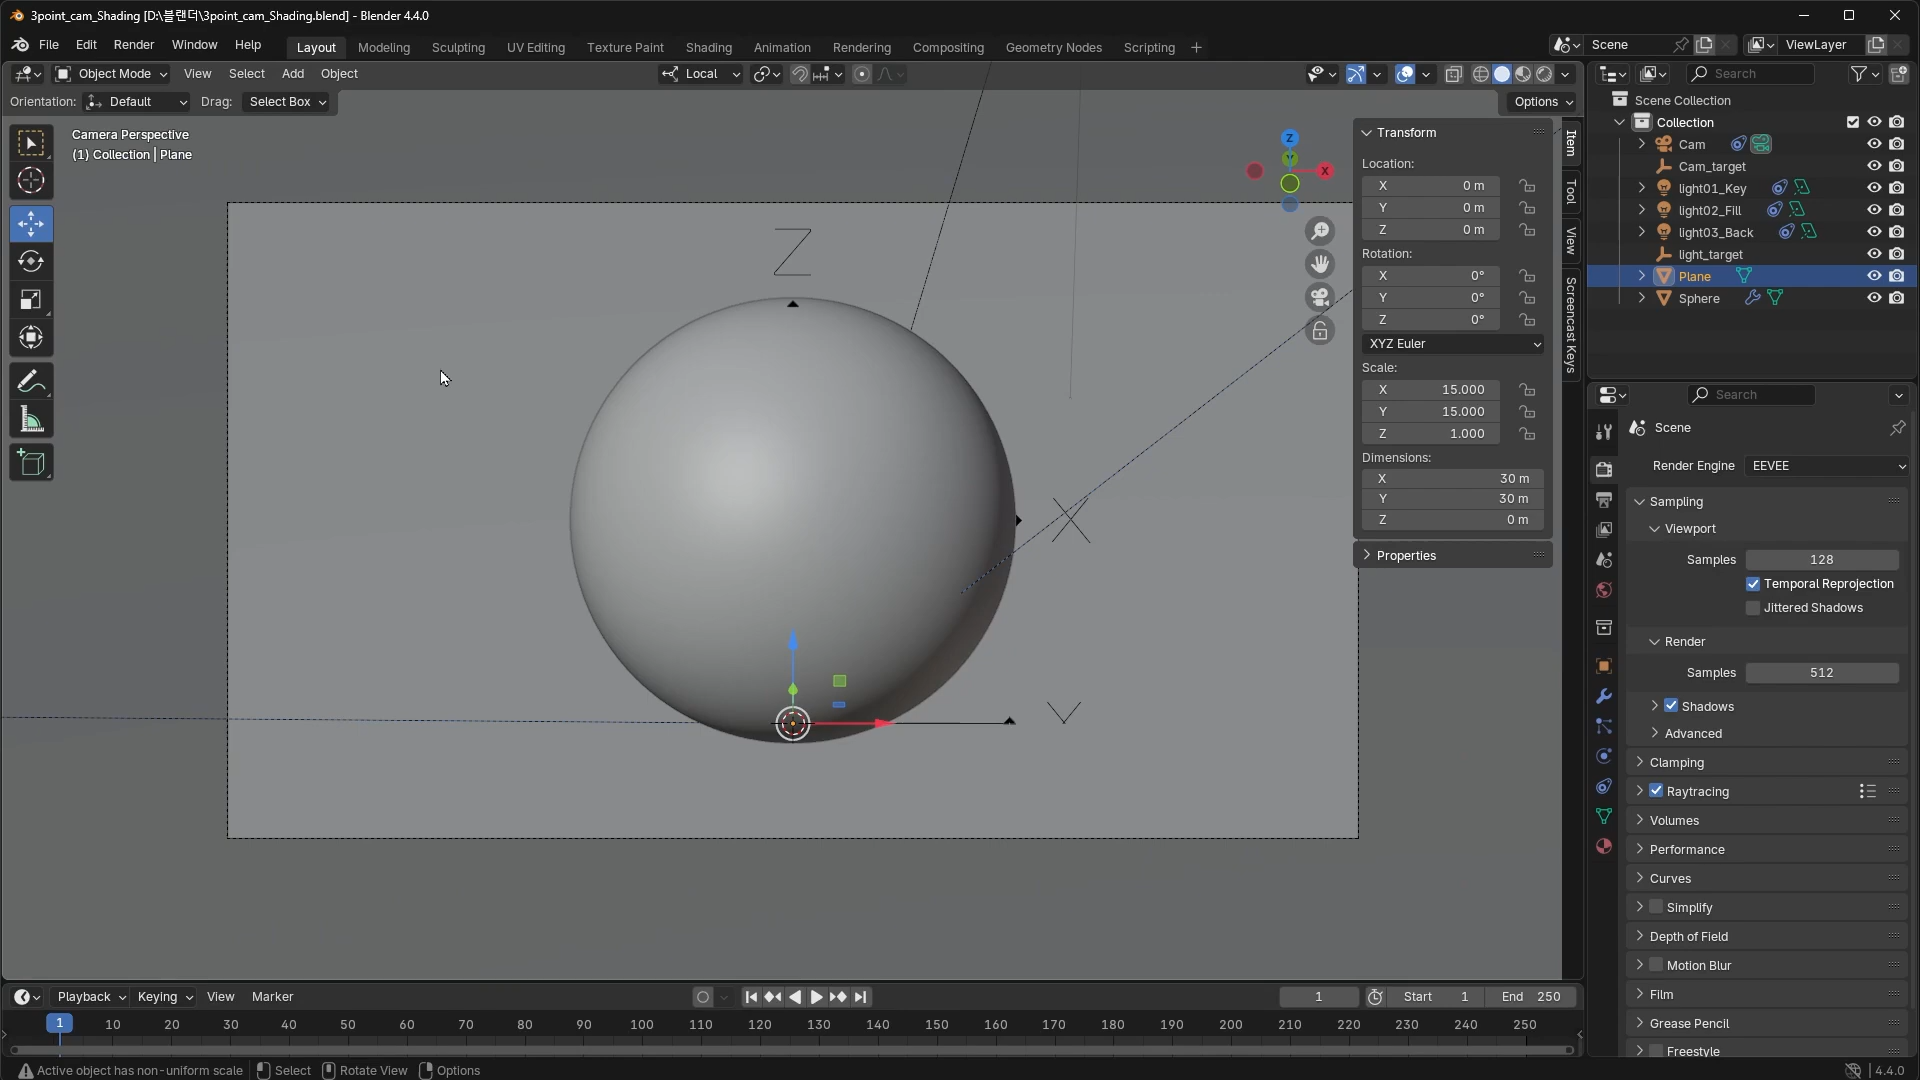 3point_cam_Shading [D:\블랜더\3point_cam_Shading.blend] - Blender 4.4.0
File Edit Render Window Help Layout Modeling Sculpting UV Editing Texture Paint Shading Animation Rendering Compositing Geometry Nodes Scripting + Scene ViewLayer
Object Mode View Select Add Object Local Search
Orientation: Default Drag: Select Box Options
Camera Perspective
(1) Collection | Plane
Z
X
Z
X
Y
Transform
Location:
X 0 m
Y 0 m
Z 0 m
Rotation:
X 0°
Y 0°
Z 0°
XYZ Euler
Scale:
X 15.000
Y 15.000
Z 1.000
Dimensions:
X 30 m
Y 30 m
Z 0 m
Properties
Item
Tool
View
Screencast Keys
Scene Collection
Collection
Cam
Cam_target
light01_Key
light02_Fill
light03_Back
light_target
Plane
Sphere
Search
Scene
Render Engine EEVEE
Sampling
Viewport
Samples 128
Temporal Reprojection
Jittered Shadows
Render
Samples 512
Shadows
Advanced
Clamping
Raytracing
Volumes
Performance
Curves
Simplify
Depth of Field
Motion Blur
Film
Grease Pencil
Freestyle
Playback Keying View Marker 1 Start 1 End 250
1 10 20 30 40 50 60 70 80 90 100 110 120 130 140 150 160 170 180 190 200 210 220 230 240 250
Active object has non-uniform scale Select Rotate View Options 4.4.0